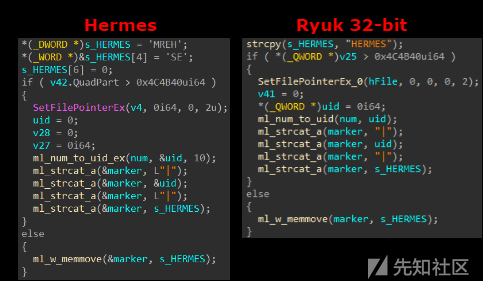 Hermes
*(_DWORD *)s_HERMES = 'MREH';
*(_WORD *)&s_HERMES[4] = 'SE';
s_HERMES[6] = 0;
if ( v42.QuadPart > 0x4C4B40ui64 )
{
SetFilePointerEx(v4, 0i64, 0, 2u);
uid = 0;
v28 = 0;
v27 = 0i64;
ml_num_to_uid_ex(num, &uid, 10);
ml_strcat_a(&marker, L"|");
ml_strcat_a(&marker, &uid);
ml_strcat_a(&marker, L"|");
ml_strcat_a(&marker, s_HERMES);
}
else
{
ml_w_memmove(&marker, s_HERMES);
}
Ryuk 32-bit
strcpy(s_HERMES, "HERMES");
if ( *(_QWORD *)v25 > 0x4C4B40ui64 )
{
SetFilePointerEx_0(hFile, 0, 0, 0, 2);
v41 = 0;
*(_QWORD *)uid = 0i64;
ml_num_to_uid(num, uid);
ml_strcat_a(marker, "|");
ml_strcat_a(marker, uid);
ml_strcat_a(marker, "|");
ml_strcat_a(marker, s_HERMES);
}
else
{
ml_w_memmove(marker, s_HERMES);
}
先知社区